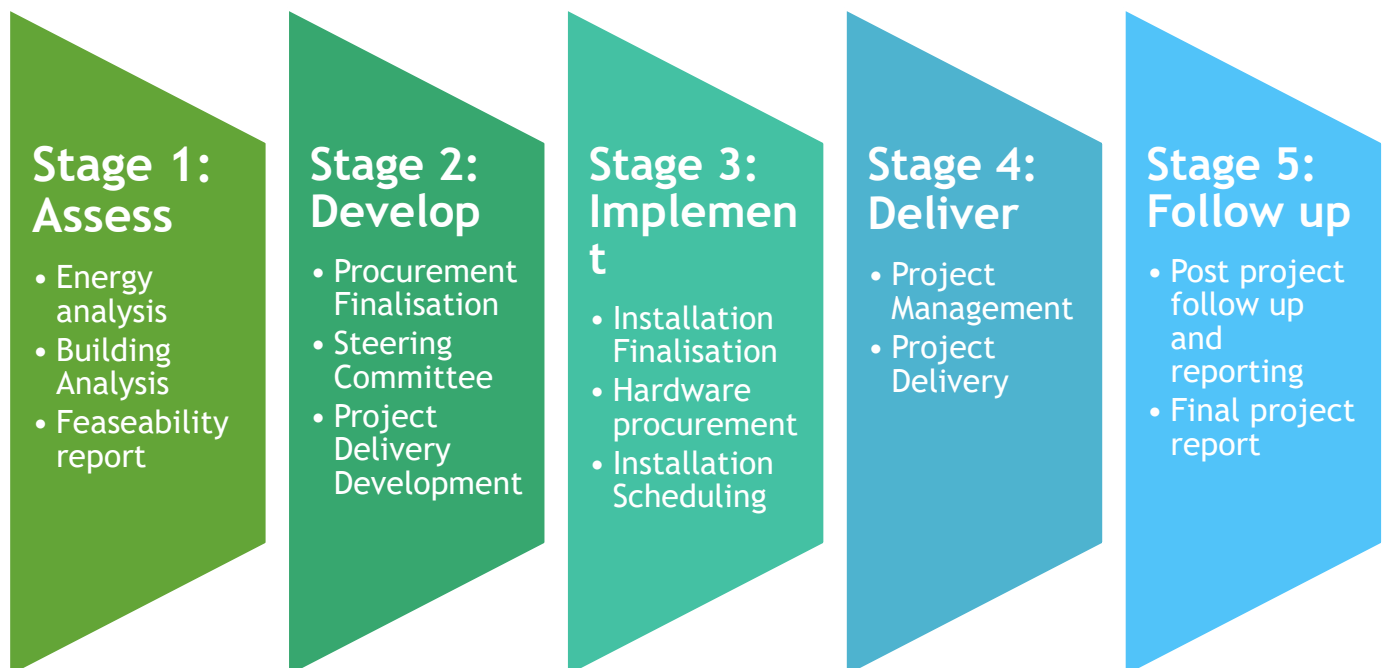 Stage 1:
Assess
• Energy
analysis
• Building
Analysis
• Feaseability
report
Stage 2:
Develop
• Procurement
Finalisation
• Steering
Committee
• Project
Delivery
Development
Stage 3:
Implemen
t
• Installation
Finalisation
• Hardware
procurement
• Installation
Scheduling
Stage 4:
Deliver
• Project
Management
• Project
Delivery
Stage 5:
Follow up
• Post project
follow up
and
reporting
• Final project
report